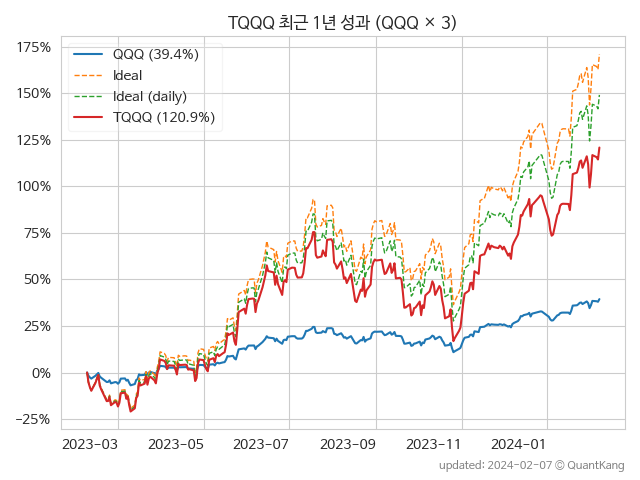 TQQQ 최근 1년 성과 (QQQ × 3)
QQQ (39.4%)
Ideal
Ideal (daily)
TQQQ (120.9%)
175%
150%
125%
100%
75%
50%
25%
0%
−25%
2023−03
2023−05
2023−07
2023−09
2023−11
2024−01
updated: 2024−02−07 © QuantKang